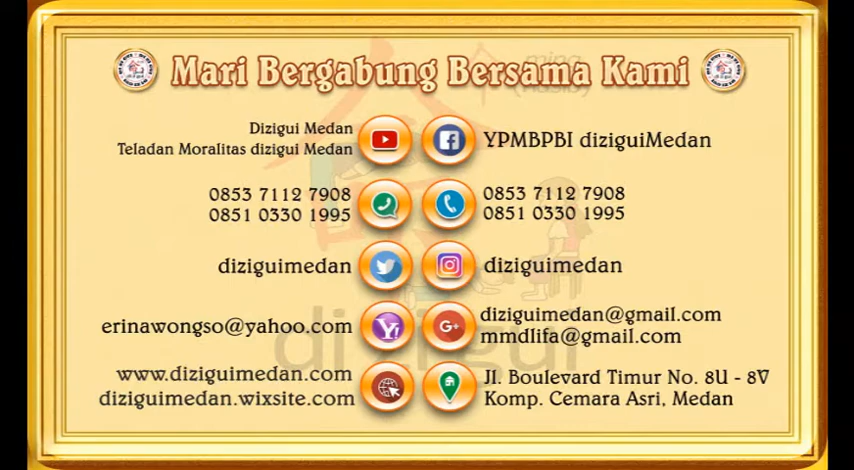 Mari Bergabung Bersama Kami
Dizigui Medan
Teladan Moralitas dizigui Medan
YPMBPBI diziguiMedan
0853 7112 7908
0851 0330 1995
0853 7112 7908
0851 0330 1995
diziguimedan
diziguimedan
erinawongso@yahoo.com
diziguimedan@gmail.com
mmdlifa@gmail.com
www.diziguimedan.com
diziguimedan.wixsite.com
Jl. Boulevard Timur No. 8U - 8V
Komp. Cemara Asri, Medan
dizigui